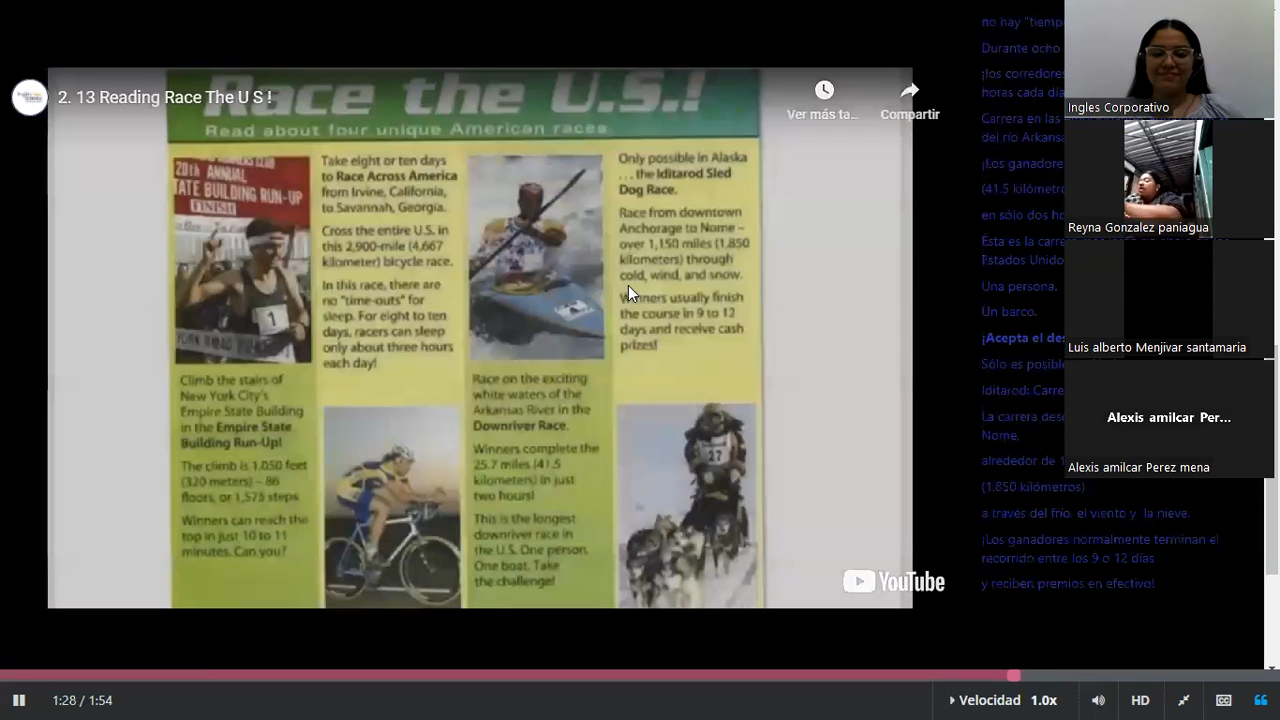 2. 13 Reading Race The U S !
Ver más ta...
Compartir
Race the U.S.!
Read about four unique American races
20th ANNUAL
BUILDING RUN-UP
FINISH
1
Climb the stairs of
New York City's
Empire State Building
in the Empire State
Building Run-Up!
The climb is 1,050 feet
(320 meters) – 86
floors, or 1,575 steps
Winners can reach the
top in just 10 to 11
minutes. Can you?
Take eight or ten days
to Race Across America
from Irvine, California,
to Savannah, Georgia.
Cross the entire U.S. in
this 2,900-mile (4,667
kilometer) bicycle race.
In this race, there are
no "time-outs" for
sleep. For eight to ten
days, racers can sleep
only about three hours
each day!
Race on the exciting
white waters of the
Arkansas River in the
Downriver Race.
Winners complete the
25.7 miles (41.5
kilometers) in just
two hours!
This is the longest
downriver race in
the U.S. One person.
One boat. Take
the challenge!
Only possible in Alaska
. . . the Iditarod Sled
Dog Race.
Race from downtown
Anchorage to Nome –
over 1,150 miles (1,850
kilometers) through
cold, wind, and snow.
Winners usually finish
the course in 9 to 12
days and receive cash
prizes!
27
YouTube
no hay "tiemp
Durante ocho
¡los corredores
horas cada día
Carrera en las
del río Arkans
¡Los ganadores
(41.5 kilómetro
en sólo dos ho
Esta es la carre
Estados Unido
Una persona.
Un barco.
¡Acepta el des
Sólo es posible
Iditarod: Carre
La carrera desd
Nome,
alrededor de 1
(1.850 kilómetros)
a través del frío, el viento y la nieve.
¡Los ganadores normalmente terminan el
recorrido entre los 9 o 12 días
y reciben premios en efectivo!
Ingles Corporativo
Reyna Gonzalez paniagua
Luis alberto Menjivar santamaria
Alexis amilcar Per...
Alexis amilcar Perez mena
1:28 / 1:54
Velocidad 1.0x
HD
CC